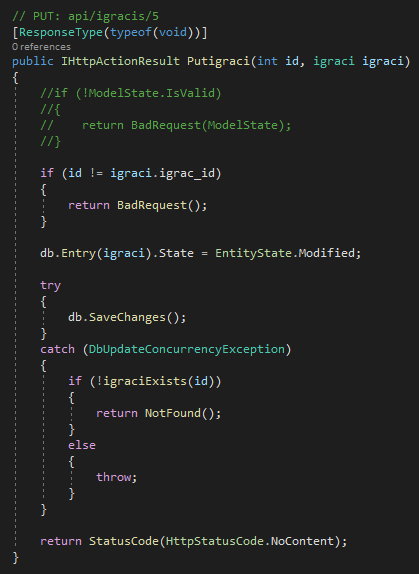 // PUT: api/igracis/5
[ResponseType(typeof(void))]
0 references
public IHttpActionResult Putigraci(int id, igraci igraci)
{
    //if (!ModelState.IsValid)
    //{
    //    return BadRequest(ModelState);
    //}
    if (id != igraci.igrac_id)
    {
        return BadRequest();
    }
    db.Entry(igraci).State = EntityState.Modified;
    try
    {
        db.SaveChanges();
    }
    catch (DbUpdateConcurrencyException)
    {
        if (!igraciExists(id))
        {
            return NotFound();
        }
        else
        {
            throw;
        }
    }
    return StatusCode(HttpStatusCode.NoContent);
}